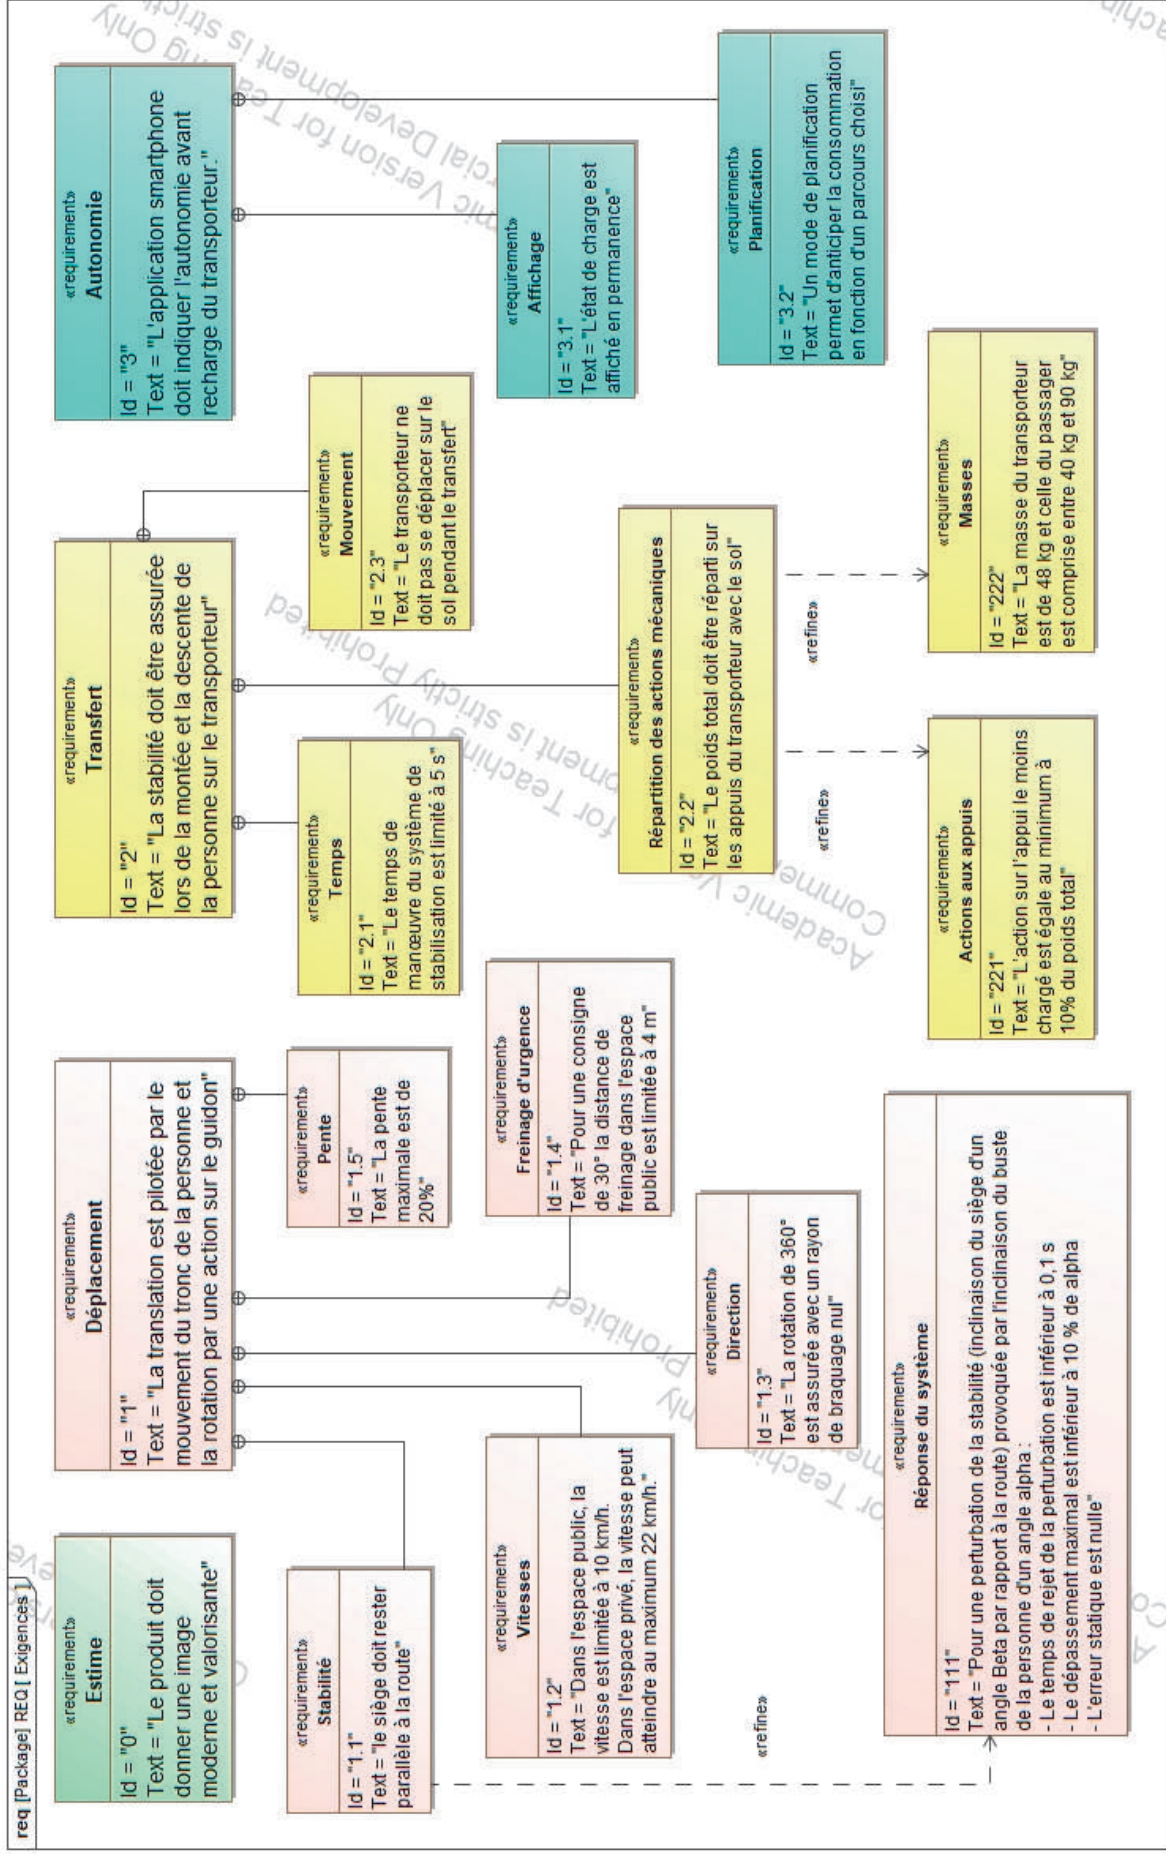 req [Package] REQ [ Exigences ]
«requirement»
Estime
Id = "0"
Text = "Le produit doit
donner une image
moderne et valorisante"
«requirement»
Déplacement
Id = "1"
Text = "La translation est pilotée par le
mouvement du tronc de la personne et
la rotation par une action sur le guidon"
«requirement»
Transfert
Id = "2"
Text = "La stabilité doit être assurée
lors de la montée et la descente de
la personne sur le transporteur"
«requirement»
Autonomie
Id = "3"
Text = "L'application smartphone
doit indiquer l'autonomie avant
recharge du transporteur."
«requirement»
Stabilité
Id = "1.1"
Text = "le siège doit rester
parallèle à la route"
«requirement»
Pente
Id = "1.5"
Text = "La pente
maximale est de
20%"
«requirement»
Temps
Id = "2.1"
Text = "Le temps de
manœuvre du système de
stabilisation est limité à 5 s"
«requirement»
Mouvement
Id = "2.3"
Text = "Le transporteur ne
doit pas se déplacer sur le
sol pendant le transfert"
«requirement»
Vitesses
Id = "1.2"
Text = "Dans l'espace public, la
vitesse est limitée à 10 km/h.
Dans l'espace privé, la vitesse peut
atteindre au maximum 22 km/h."
«requirement»
Freinage d'urgence
Id = "1.4"
Text = "Pour une consigne
de 30° la distance de
freinage dans l'espace
public est limitée à 4 m"
«requirement»
Affichage
Id = "3.1"
Text = "L'état de charge est
affiché en permanence"
«requirement»
Direction
Id = "1.3"
Text = "La rotation de 360°
est assurée avec un rayon
de braquage nul"
«requirement»
Répartition des actions mécaniques
Id = "2.2"
Text = "Le poids total doit être réparti sur
les appuis du transporteur avec le sol"
«requirement»
Planification
Id = "3.2"
Text = "Un mode de planification
permet d'anticiper la consommation
en fonction d'un parcours choisi"
«refine»
«refine»
«refine»
«requirement»
Réponse du système
Id = "111"
Text = "Pour une perturbation de la stabilité (inclinaison du siège d'un
angle Beta par rapport à la route) provoquée par l'inclinaison du buste
de la personne d'un angle alpha :
- Le temps de rejet de la perturbation est inférieur à 0,1 s
- Le dépassement maximal est inférieur à 10 % de alpha
- L'erreur statique est nulle"
«requirement»
Actions aux appuis
Id = "221"
Text = "L'action sur l'appui le moins
chargé est égale au minimum à
10% du poids total"
«requirement»
Masses
Id = "222"
Text = "La masse du transporteur
est de 48 kg et celle du passager
est comprise entre 40 kg et 90 kg"